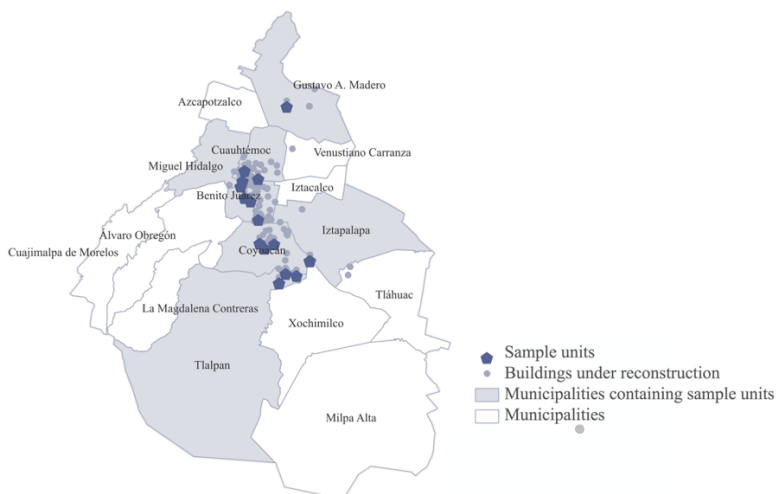 Gustavo A. Madero
Azcapotzalco
Cuauhtémoc
Venustiano Carranza
Miguel Hidalgo
Iztacalco
Benito Juárez
Iztapalapa
Álvaro Obregón
Coyoacán
Cuajimalpa de Morelos
Tláhuac
La Magdalena Contreras
Xochimilco
Tlalpan
Milpa Alta
Sample units
Buildings under reconstruction
Municipalities containing sample units
Municipalities